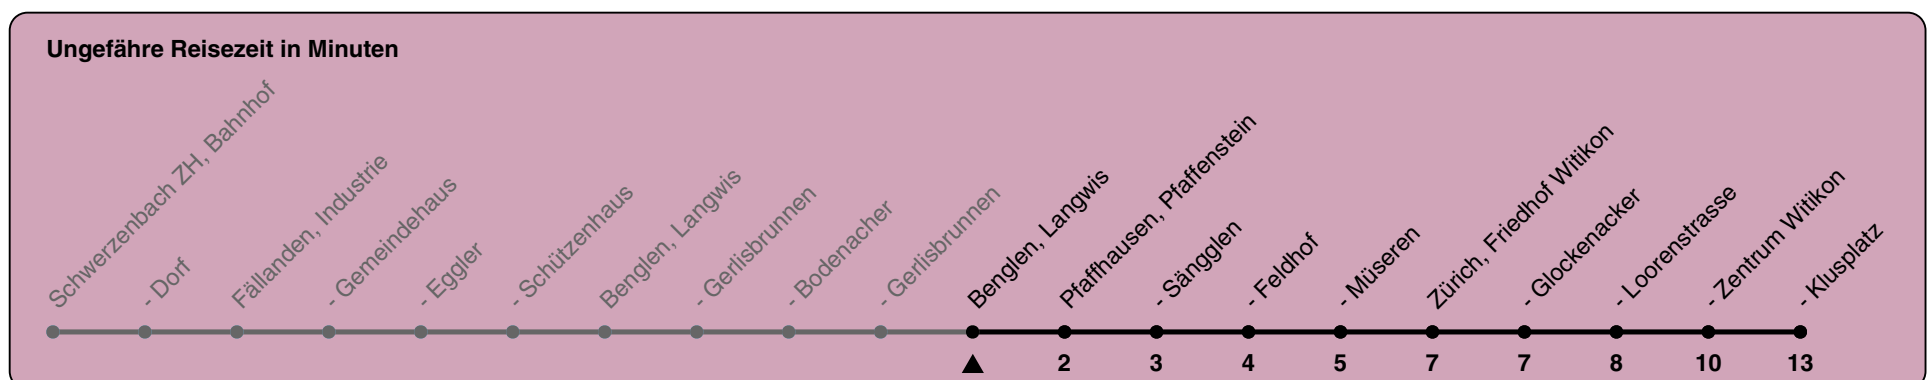 Ungefähre Reisezeit in Minuten
Schwerzenbach ZH, Bahnhof
- Dorf
Fällanden, Industrie
- Gemeindehaus
- Eggler
- Schützenhaus
Benglen, Langwis
- Gerlisbrunnen
- Bodenacher
- Gerlisbrunnen
Benglen, Langwis
Pfaffhausen, Pfaffenstein
- Sängglen
- Feldhof
- Müseren
Zürich, Friedhof Witikon
- Glockenacker
- Loorenstrasse
- Zentrum Witikon
- Klusplatz
2 3 4 5 7 7 8 10 13